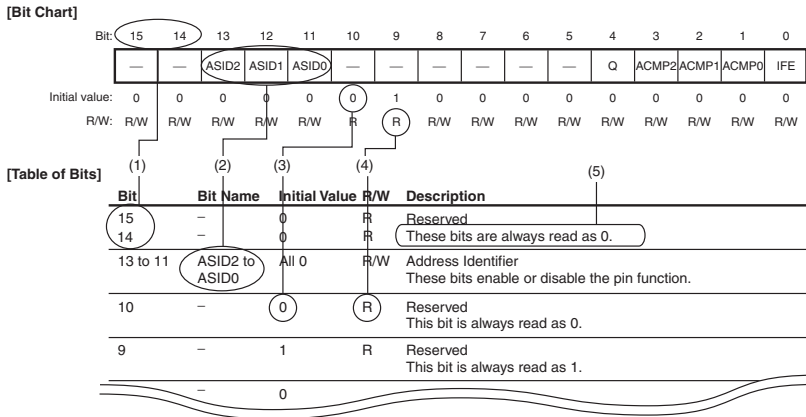 [Bit Chart]
Bit: 15 14 13 12 11 10 9 8 7 6 5 4 3 2 1 0
— — ASID2 ASID1 ASID0 — — — — — — Q ACMP2 ACMP1 ACMP0 IFE
Initial value: 0 0 0 0 0 0 1 0 0 0 0 0 0 0 0 0
R/W: R/W R/W R/W R/W R/W R R R/W R/W R/W R/W R/W R/W R/W R/W R/W
(1) (2) (3) (4) (5)
[Table of Bits]
Bit Bit Name Initial Value R/W Description
15 – 0 R Reserved
14 – 0 R These bits are always read as 0.
13 to 11 ASID2 to All 0 R/W Address Identifier
ASID0 These bits enable or disable the pin function.
10 – 0 R Reserved
This bit is always read as 0.
9 – 1 R Reserved
This bit is always read as 1.
– 0